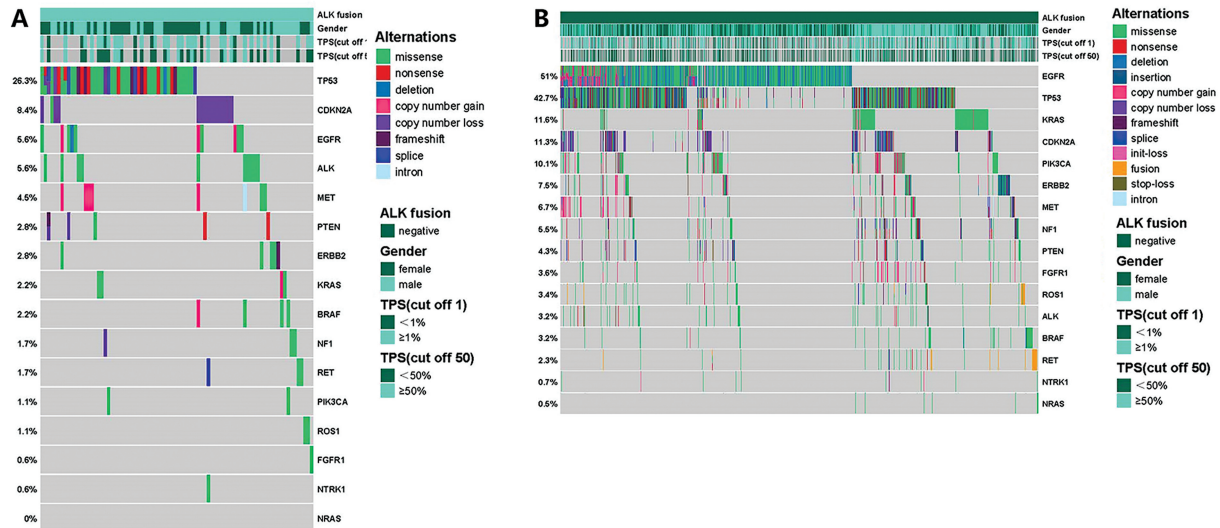 A
ALK fusion
Gender
TPS(cut off
TPS(cut off
26.3% TP53
8.4% CDKN2A
5.6% EGFR
5.6% ALK
4.5% MET
2.8% PTEN
2.8% ERBB2
2.2% KRAS
2.2% BRAF
1.7% NF1
1.7% RET
1.1% PIK3CA
1.1% ROS1
0.6% FGFR1
0.6% NTRK1
0% NRAS
Alternations
missense
nonsense
deletion
copy number gain
copy number loss
frameshift
splice
intron
ALK fusion
negative
Gender
female
male
TPS(cut off 1)
<1%
≥1%
TPS(cut off 50)
<50%
≥50%
B
ALK fusion
Gender
TPS(cut off 1)
TPS(cut off 50)
51% EGFR
42.7% TP53
11.6% KRAS
11.3% CDKN2A
10.1% PIK3CA
7.5% ERBB2
6.7% MET
5.5% NF1
4.3% PTEN
3.6% FGFR1
3.4% ROS1
3.2% ALK
3.2% BRAF
2.3% RET
0.7% NTRK1
0.5% NRAS
Alternations
missense
nonsense
deletion
insertion
copy number gain
copy number loss
frameshift
splice
init-loss
fusion
stop-loss
intron
ALK fusion
negative
Gender
female
male
TPS(cut off 1)
<1%
≥1%
TPS(cut off 50)
<50%
≥50%